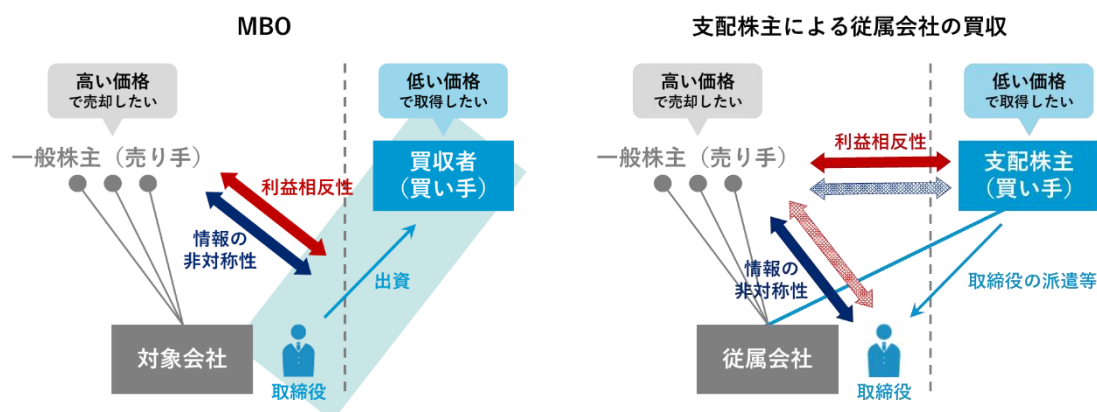 MBO
高い価格
で売却したい
低い価格
で取得したい
一般株主（売り手）
買収者
（買い手）
利益相反性
情報の
非対称性
出資
対象会社
取締役
支配株主による従属会社の買収
高い価格
で売却したい
低い価格
で取得したい
一般株主（売り手）
利益相反性
支配株主
（買い手）
情報の
非対称性
取締役の派遣等
従属会社
取締役